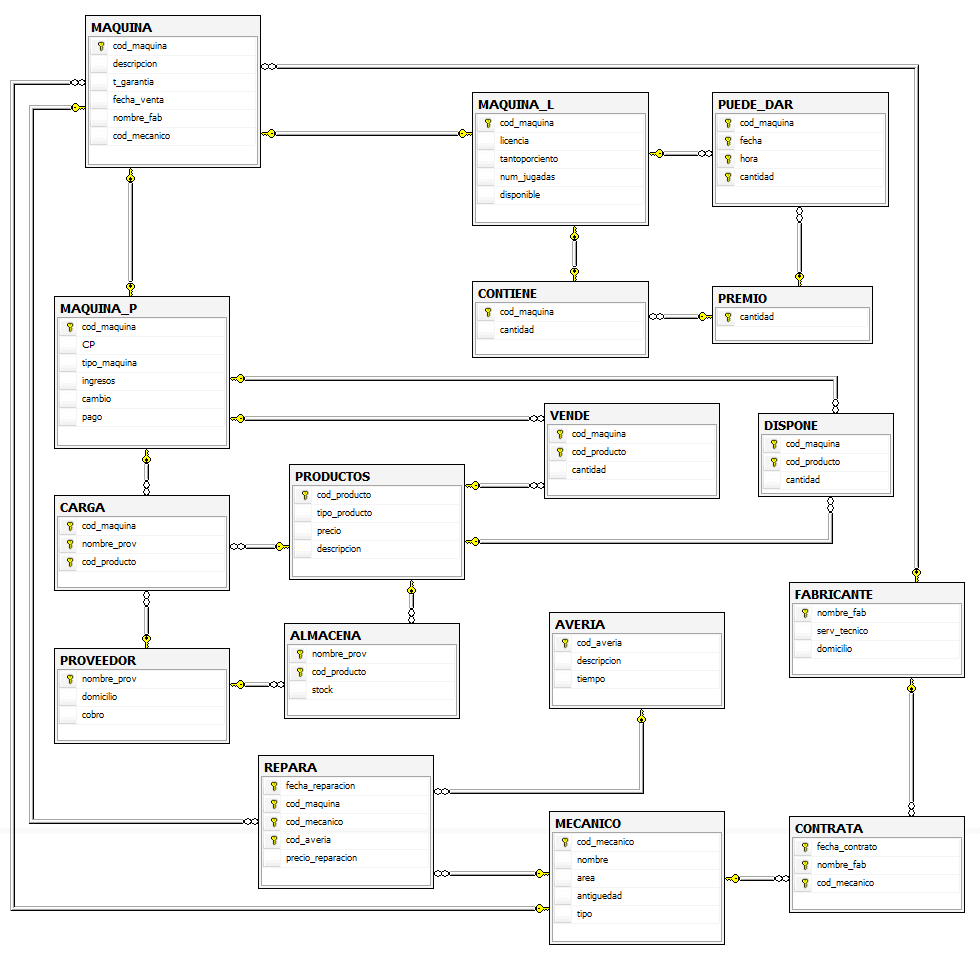 MAQUINA
cod_maquina
descripcion
t_garantia
fecha_venta
nombre_fab
cod_mecanico
MAQUINA_L
cod_maquina
licencia
tantoporciento
num_jugadas
disponible
PUEDE_DAR
cod_maquina
fecha
hora
cantidad
CONTIENE
cod_maquina
cantidad
PREMIO
cantidad
MAQUINA_P
cod_maquina
CP
tipo_maquina
ingresos
cambio
pago
VENDE
cod_maquina
cod_producto
cantidad
DISPONE
cod_maquina
cod_producto
cantidad
PRODUCTOS
cod_producto
tipo_producto
precio
descripcion
CARGA
cod_maquina
nombre_prov
cod_producto
FABRICANTE
nombre_fab
serv_tecnico
domicilio
AVERIA
cod_averia
descripcion
tiempo
ALMACENA
nombre_prov
cod_producto
stock
PROVEEDOR
nombre_prov
domicilio
cobro
REPARA
fecha_reparacion
cod_maquina
cod_mecanico
cod_averia
precio_reparacion
MECANICO
cod_mecanico
nombre
area
antiguedad
tipo
CONTRATA
fecha_contrato
nombre_fab
cod_mecanico